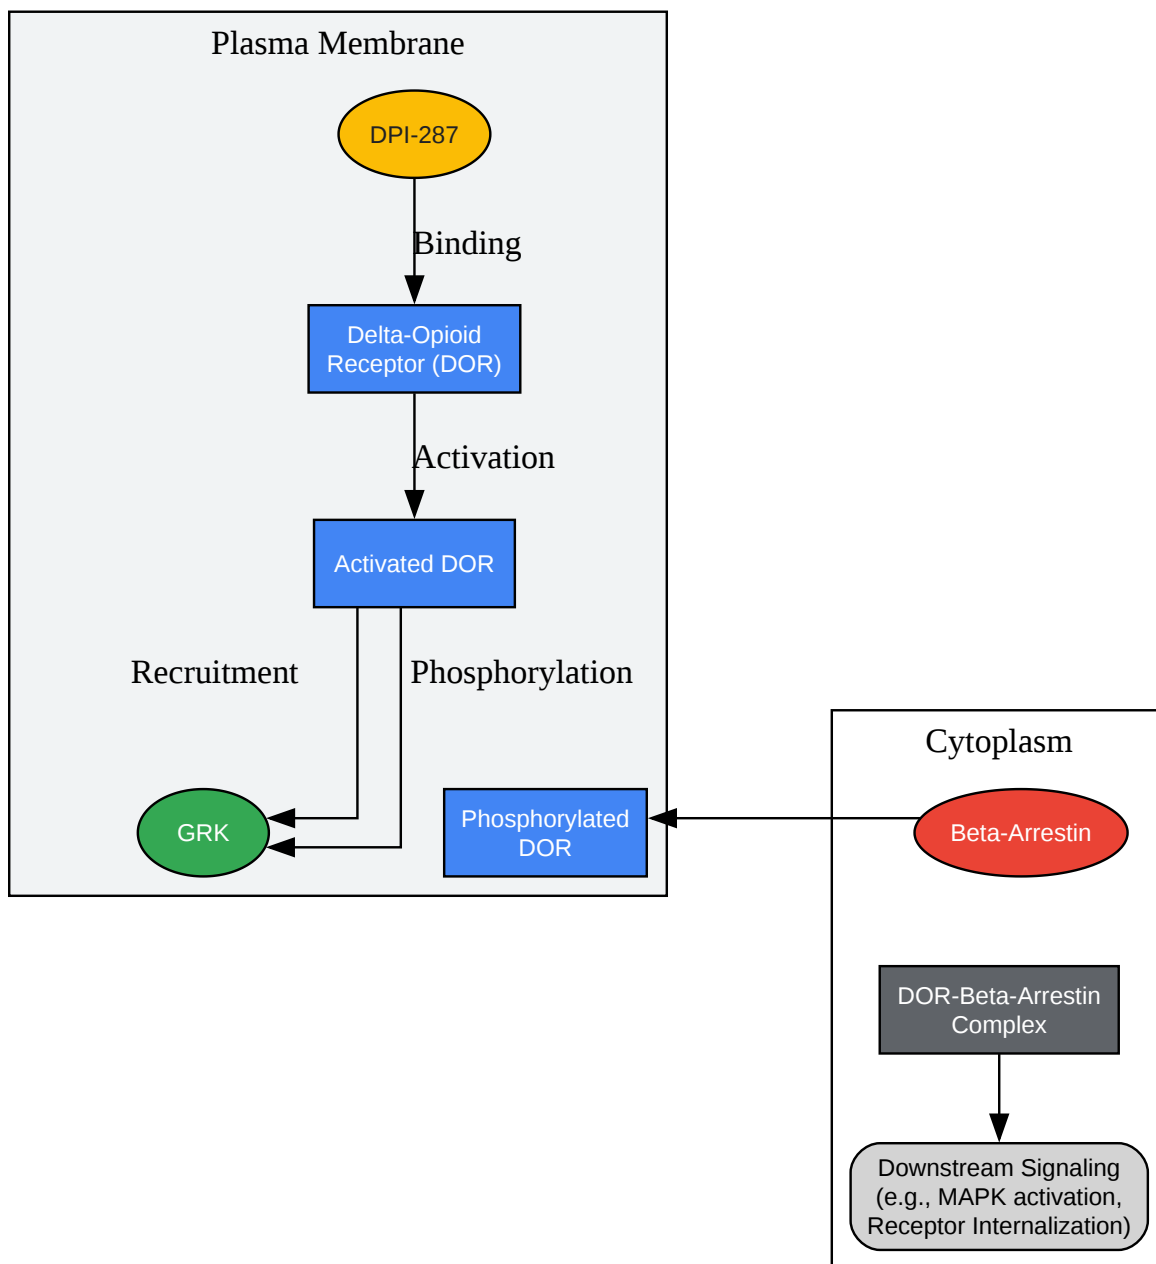 Plasma Membrane
DPI-287
Binding
Delta-Opioid
Receptor (DOR)
Activation
Activated DOR
Recruitment
Phosphorylation
GRK
Phosphorylated
DOR
Cytoplasm
Beta-Arrestin
DOR-Beta-Arrestin
Complex
Downstream Signaling
(e.g., MAPK activation,
Receptor Internalization)